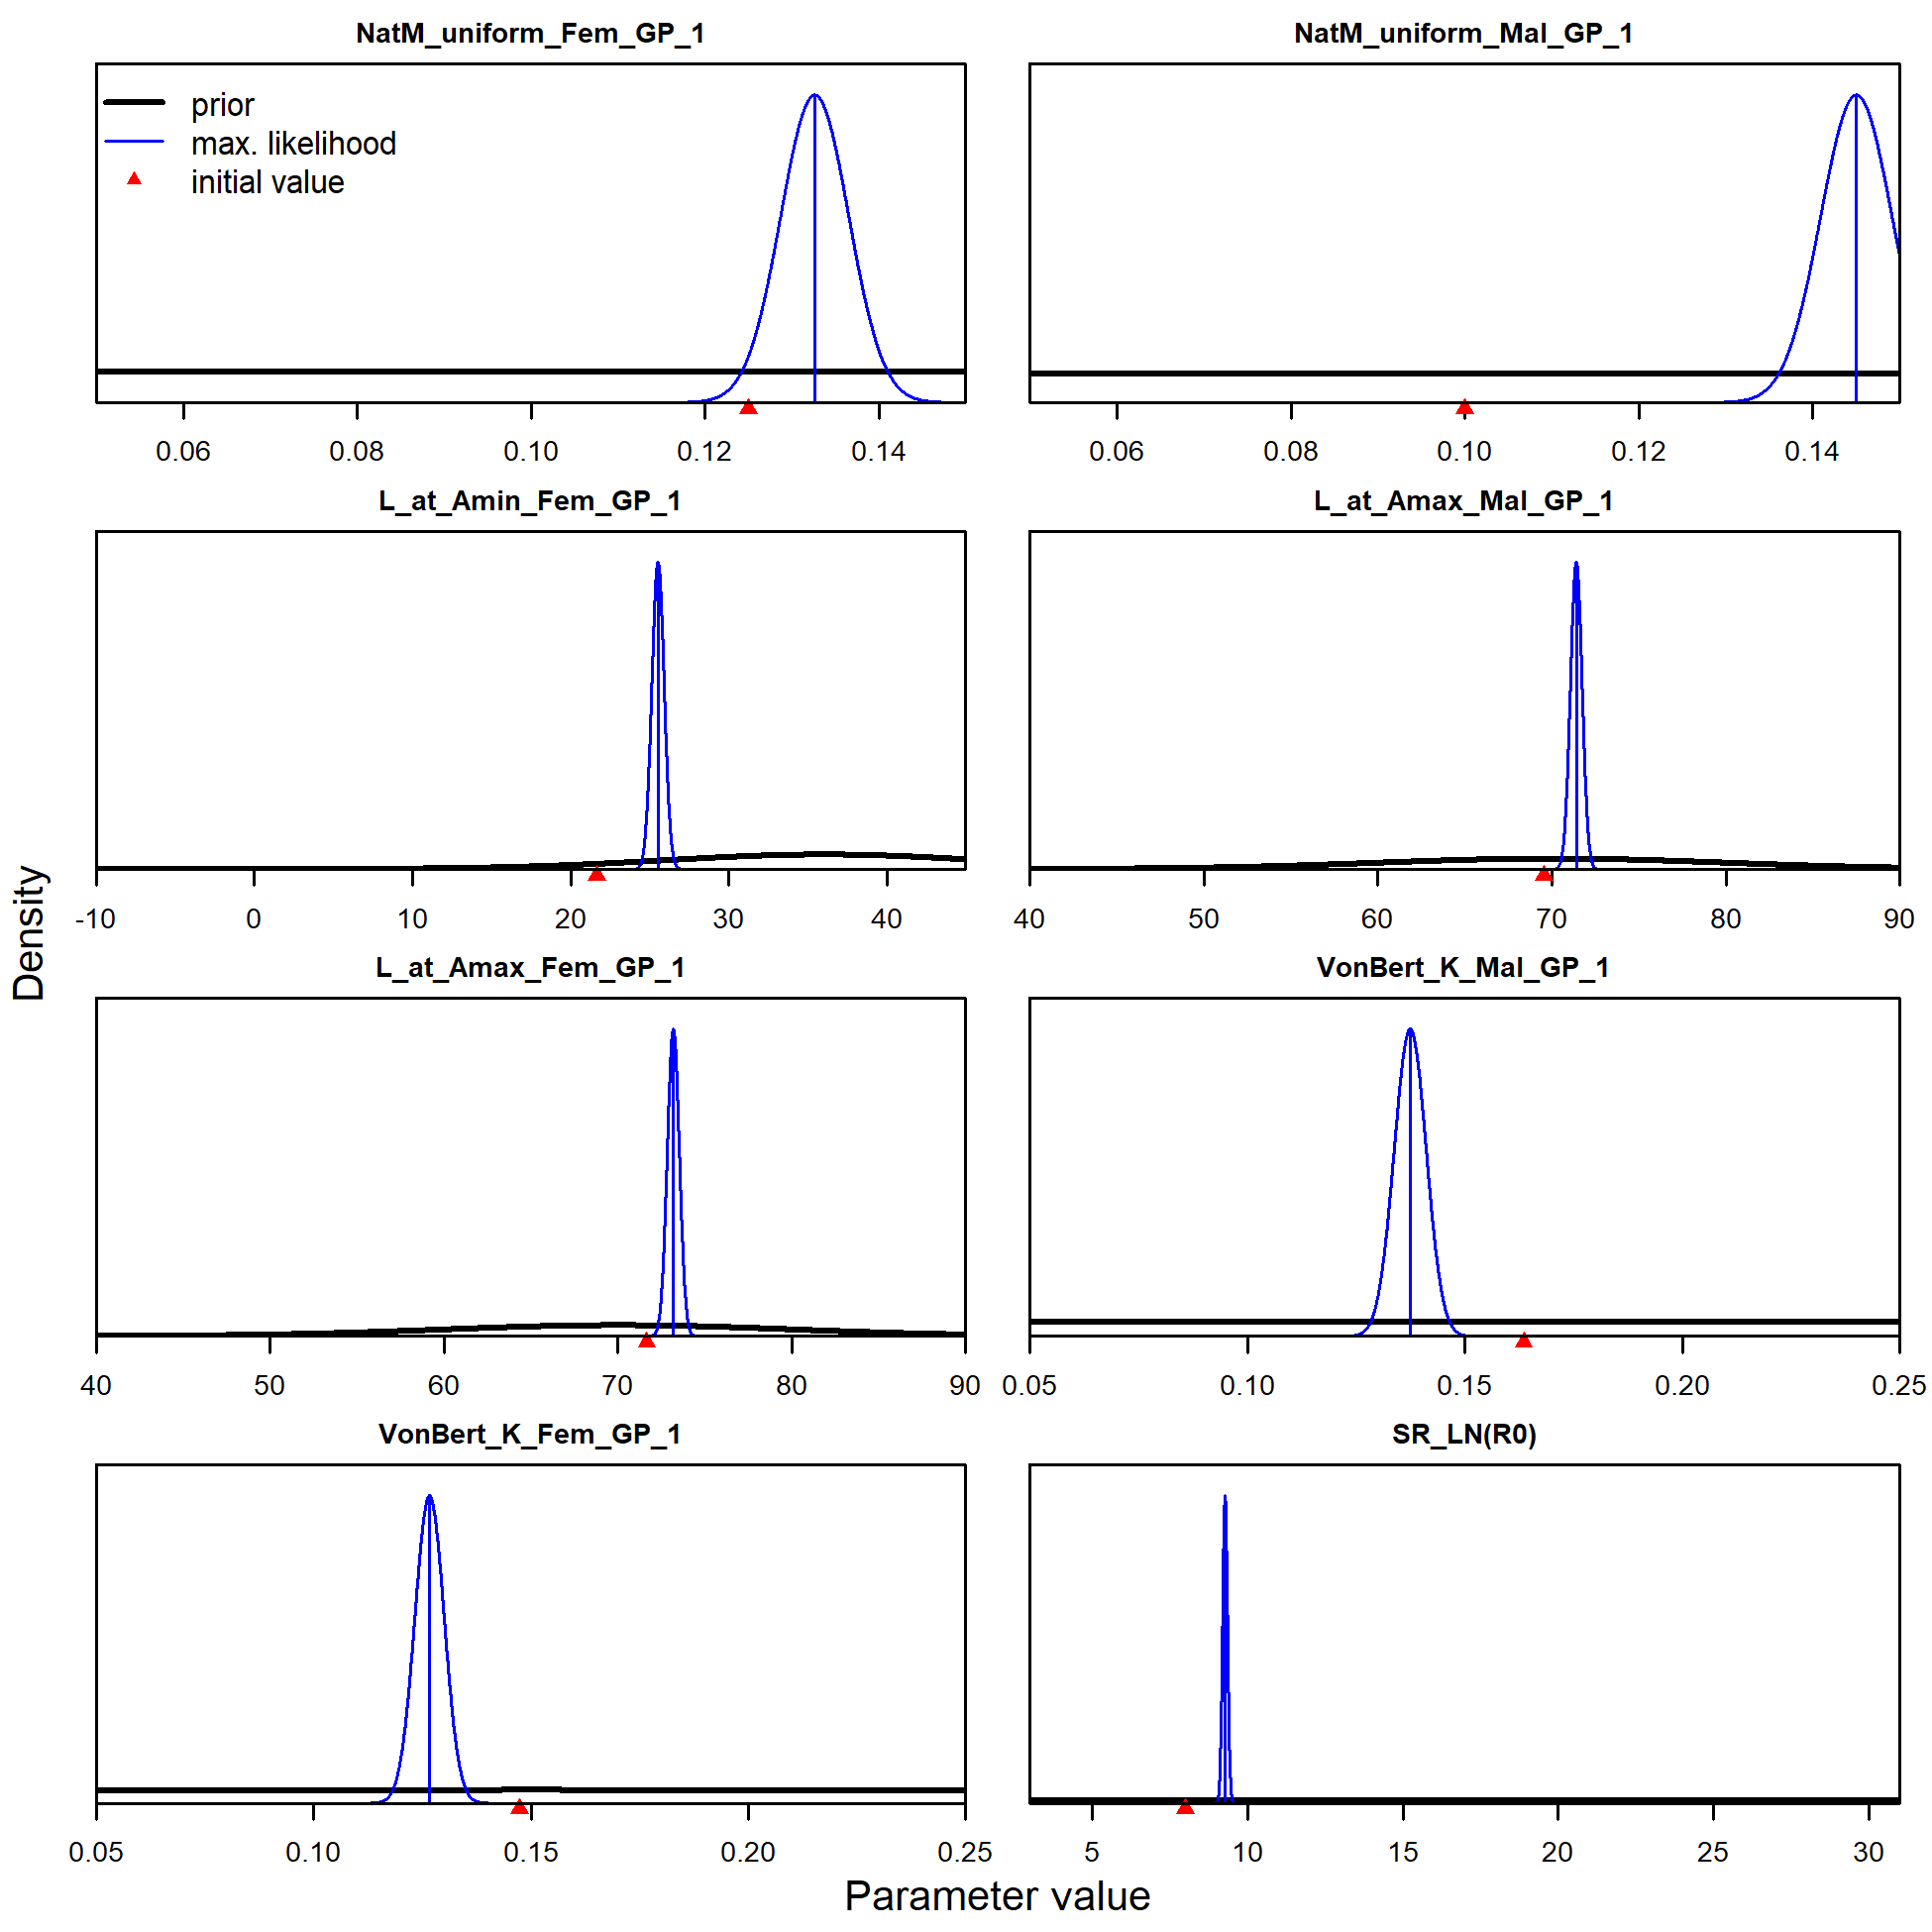 NatM_uniform_Fem_GP_1
prior
max. likelihood
initial value
0.06 0.08 0.10 0.12 0.14
NatM_uniform_Mal_GP_1
0.06 0.08 0.10 0.12 0.14
L_at_Amin_Fem_GP_1
-10 0 10 20 30 40
L_at_Amax_Mal_GP_1
40 50 60 70 80 90
L_at_Amax_Fem_GP_1
40 50 60 70 80 90
VonBert_K_Mal_GP_1
0.05 0.10 0.15 0.20 0.25
VonBert_K_Fem_GP_1
0.05 0.10 0.15 0.20 0.25
SR_LN(R0)
5 10 15 20 25 30
Density
Parameter value